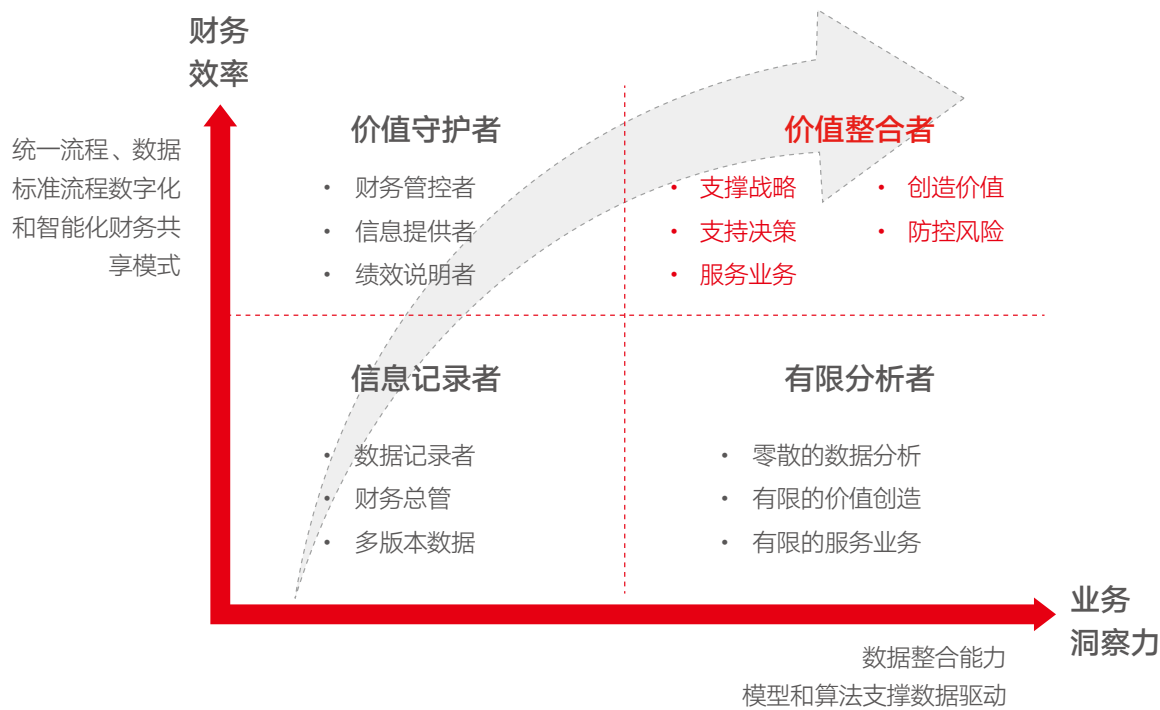 财务
效率
统一流程、数据
标准流程数字化
和智能化财务共
享模式
价值守护者
• 财务管控者
• 信息提供者
• 绩效说明者
价值整合者
• 支撑战略
• 支持决策
• 服务业务
• 创造价值
• 防控风险
信息记录者
• 数据记录者
• 财务总管
• 多版本数据
有限分析者
• 零散的数据分析
• 有限的价值创造
• 有限的服务业务
业务
洞察力
数据整合能力
模型和算法支撑数据驱动